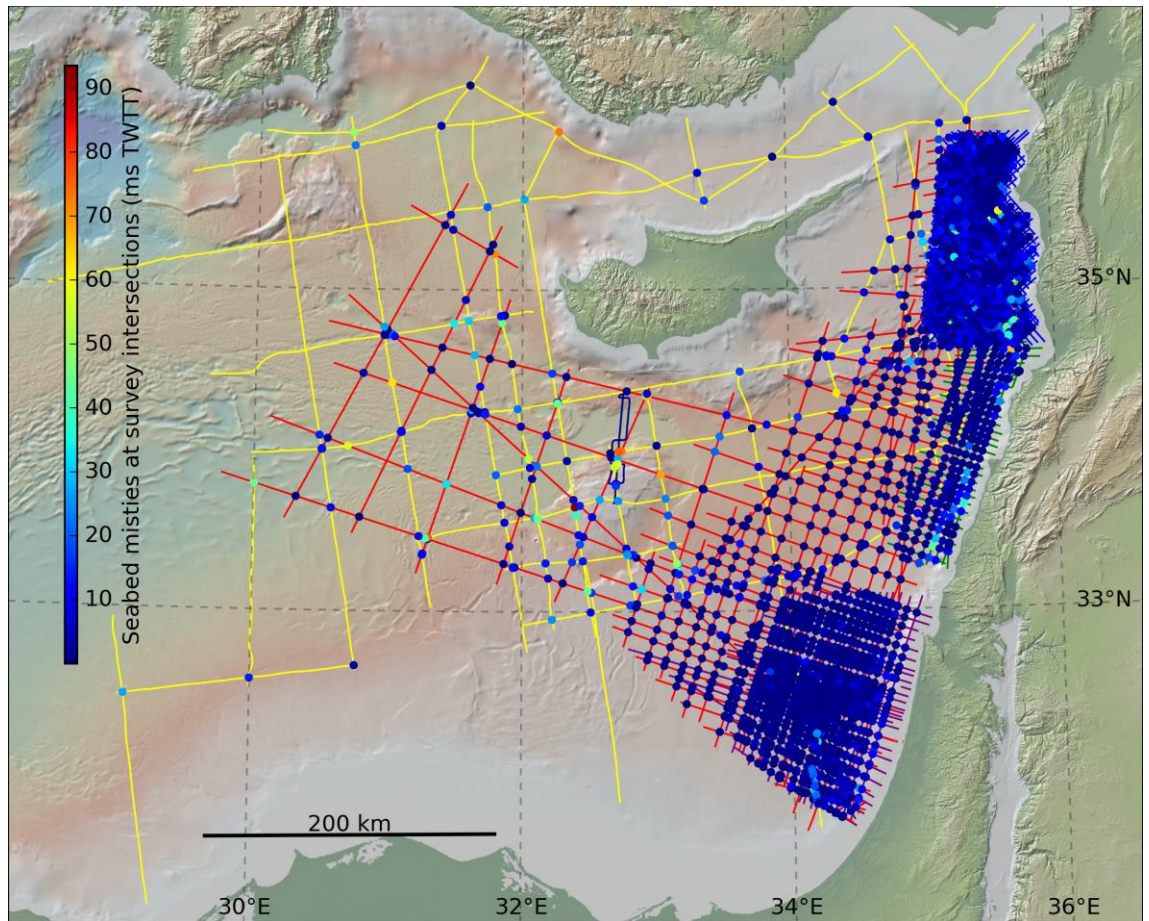 90
80
70
60
50
40
30
20
10
Seabed misties at survey intersections (ms TWTT)
35°N
33°N
200 km
30°E
32°E
34°E
36°E